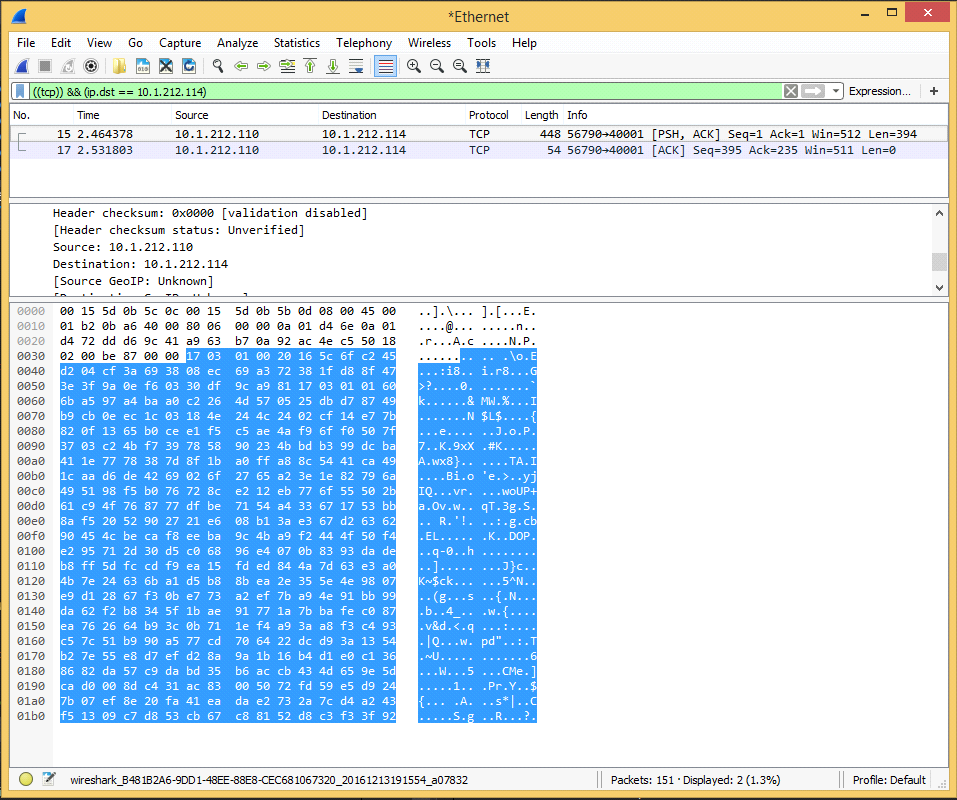 *Ethernet
File Edit View Go Capture Analyze Statistics Telephony Wireless Tools Help
((tcp)) && (ip.dst == 10.1.212.114) Expression... +
No. Time Source Destination Protocol Length Info
15 2.464378 10.1.212.110 10.1.212.114 TCP 448 56790→40001 [PSH, ACK] Seq=1 Ack=1 Win=512 Len=394
17 2.531803 10.1.212.110 10.1.212.114 TCP 54 56790→40001 [ACK] Seq=395 Ack=235 Win=511 Len=0
Header checksum: 0x0000 [validation disabled]
[Header checksum status: Unverified]
Source: 10.1.212.110
Destination: 10.1.212.114
[Source GeoIP: Unknown]
0000 00 15 5d 0b 5c 0c 00 15 5d 0b 5b 0d 08 00 45 00 ..].\... ].[...E.
0010 01 b2 0b a6 40 00 80 06 00 00 0a 01 d4 6e 0a 01 ....@... .....n..
0020 d4 72 dd d6 9c 41 a9 63 b7 0a 92 ac 4e c5 50 18 .r...A.c ....N.P.
0030 02 00 be 87 00 00 17 03 01 00 20 16 5c 6f c2 45 ........ .. .\o.E
0040 d2 04 cf 3a 69 38 08 ec 69 a3 72 38 1f d8 8f 47 ...:i8.. i.r8...G
0050 3e 3f 9a 0e f6 03 30 df 9c a9 81 17 03 01 01 60 >?....0. .......`
0060 6b a5 97 a4 ba a0 c2 26 4d 57 05 25 db d7 87 49 k......& MW.%...I
0070 b9 cb 0e ec 1c 03 18 4e 24 4c 24 02 cf 14 e7 7b .......N $L$....{
0080 82 0f 13 65 b0 ce e1 f5 c5 ae 4a f9 6f f0 50 7f ...e.... ..J.o.P.
0090 37 03 c2 4b f7 39 78 58 90 23 4b bd b3 99 dc ba 7..K.9xX .#K.....
00a0 41 1e 77 78 38 7d 8f 1b a0 ff a8 8c 54 41 ca 49 A.wx8}.. ....TA.I
00b0 1c aa d6 de 42 69 02 6f 27 65 a2 3e 1e 82 79 6a ....Bi.o 'e.>..yj
00c0 49 51 98 f5 b0 76 72 8c e2 12 eb 77 6f 55 50 2b IQ...vr. ...woUP+
00d0 61 c9 4f 76 87 77 df be 71 54 a4 33 67 17 53 bb a.Ov.w.. qT.3g.S.
00e0 8a f5 20 52 90 27 21 e6 08 b1 3a e3 67 d2 63 62 .. R.'!. ..:.g.cb
00f0 90 45 4c be ca f8 ee ba 9c 4b a9 f2 44 4f 50 f4 .EL..... .K..DOP.
0100 e2 95 71 2d 30 d5 c0 68 96 e4 07 0b 83 93 da de ..q-0..h ........
0110 b8 ff 5d fc cd f9 ea 15 fd ed 84 4a 7d 63 e3 a0 ..]..... ...J}c..
0120 4b 7e 24 63 6b a1 d5 b8 8b ea 2e 35 5e 4e 98 07 K~$ck... ...5^N..
0130 e9 d1 28 67 f3 0b e7 73 a2 ef 7b a9 4e 91 bb 99 ..(g...s ..{.N...
0140 da 62 f2 b8 34 5f 1b ae 91 77 1a 7b ba fe c0 87 .b..4_.. .w.{....
0150 ea 76 26 64 b9 3c 0b 71 1e f4 a9 3a a8 f3 c4 93 .v&d.<.q ...:....
0160 c5 7c 51 b9 90 a5 77 cd 70 64 22 dc d9 3a 13 54 .|Q...w. pd"..:.T
0170 b2 7e 55 e8 d7 ef d2 8a 9a 1b 16 b4 d1 e0 c1 36 .~U..... .......6
0180 86 82 da 57 c9 da bd 35 b6 ac cb 43 4d 65 9e 5d ...W...5 ...CMe.]
0190 ca d0 00 8d c4 31 ac 83 00 50 72 fd 59 e5 d9 24 .....1.. .Pr.Y..$
01a0 7b 07 ef 8e 20 fa 41 ea da e2 73 2a 7c d4 a2 43 {... .A. ..s*|..C
01b0 f5 13 09 c7 d8 53 cb 67 c8 81 52 d8 c3 f3 3f 92 .....S.g ..R...?.
wireshark_B481B2A6-9DD1-48EE-88E8-CEC681067320_20161213191554_a07832 Packets: 151 · Displayed: 2 (1.3%) Profile: Default